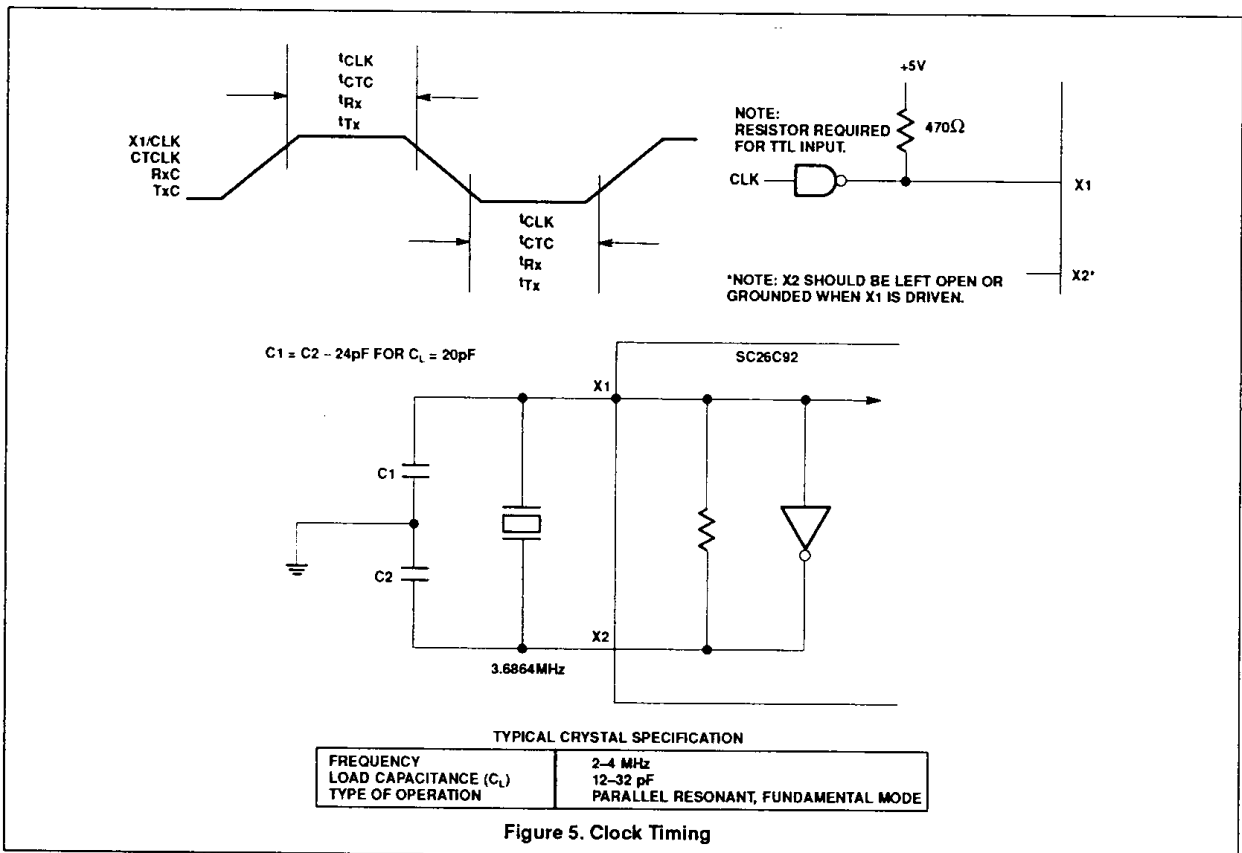 tCLK
tCTC
tRx
tTx
X1/CLK
CTCLK
RxC
TxC
tCLK
tCTC
tRx
tTx
+5V
NOTE:
RESISTOR REQUIRED
FOR TTL INPUT.
470Ω
CLK
X1
X2*
*NOTE: X2 SHOULD BE LEFT OPEN OR
GROUNDED WHEN X1 IS DRIVEN.
C1 = C2 – 24pF FOR CL = 20pF
SC26C92
X1
C1
C2
X2
3.6864MHz
TYPICAL CRYSTAL SPECIFICATION
FREQUENCY 2–4 MHz
LOAD CAPACITANCE (CL) 12–32 pF
TYPE OF OPERATION PARALLEL RESONANT, FUNDAMENTAL MODE
Figure 5. Clock Timing